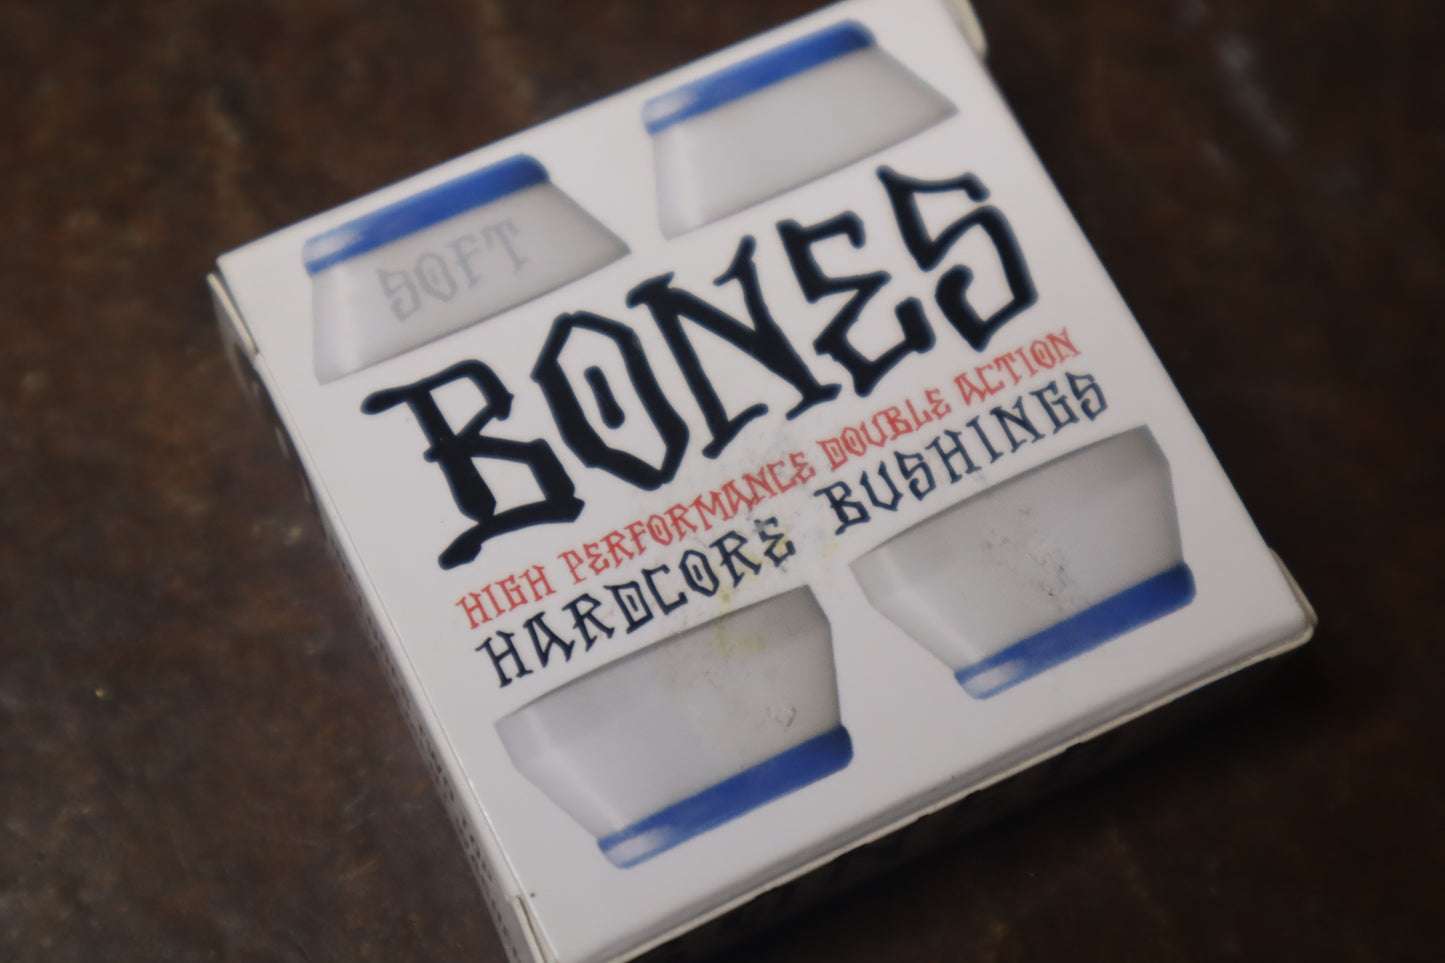 SOFT
BONES
HIGH PERFORMANCE DOUBLE ACTION
HARDCORE BUSHINGS